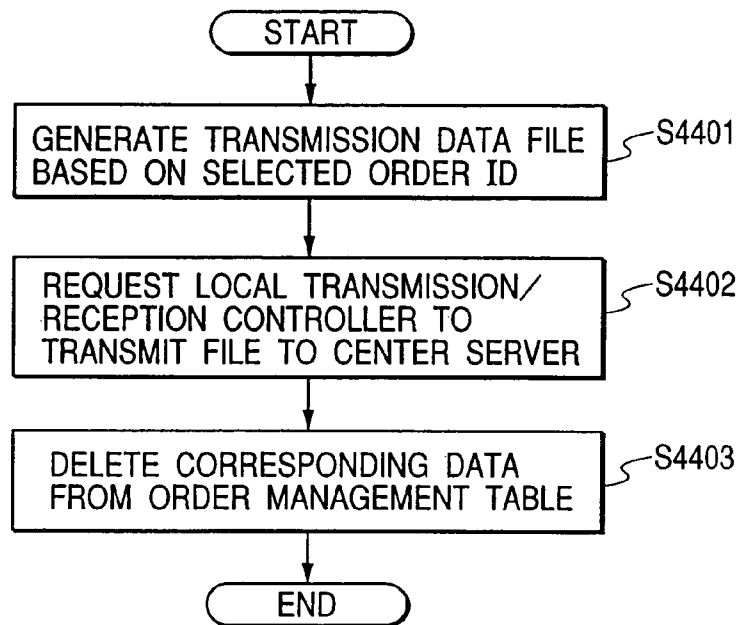 START
GENERATE TRANSMISSION DATA FILE
BASED ON SELECTED ORDER ID
S4401
REQUEST LOCAL TRANSMISSION/
RECEPTION CONTROLLER TO
TRANSMIT FILE TO CENTER SERVER
S4402
DELETE CORRESPONDING DATA
FROM ORDER MANAGEMENT TABLE
S4403
END